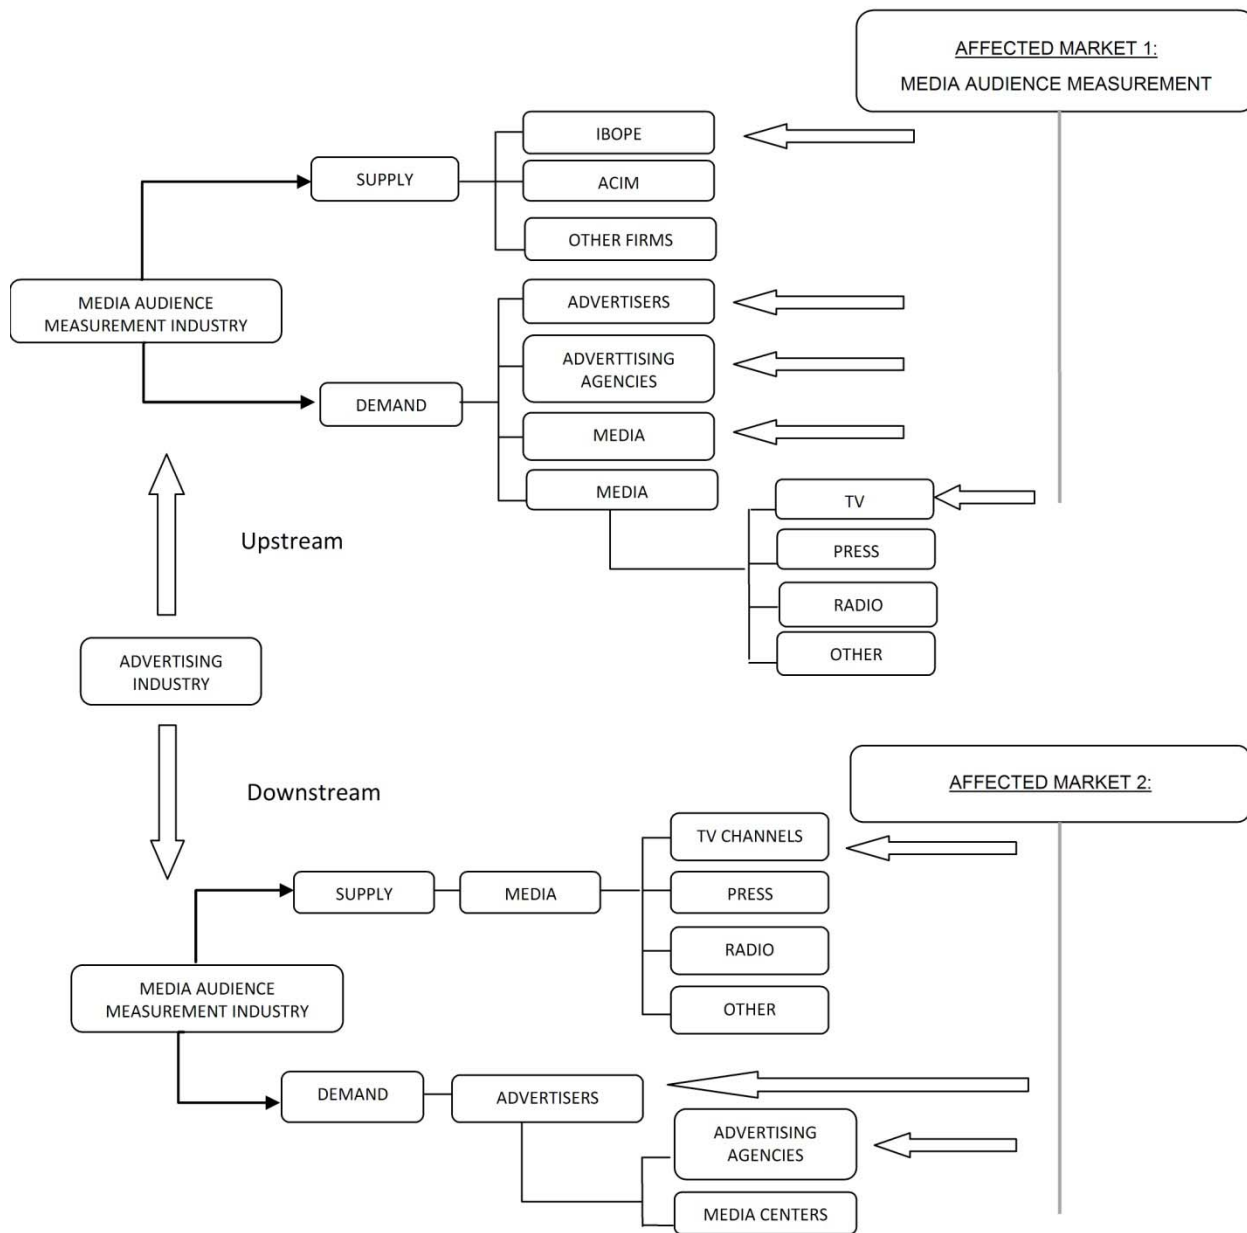 AFFECTED MARKET 1:
MEDIA AUDIENCE MEASUREMENT
IBOPE
SUPPLY
ACIM
OTHER FIRMS
MEDIA AUDIENCE
MEASUREMENT INDUSTRY
ADVERTISERS
ADVERTTISING
AGENCIES
DEMAND
MEDIA
MEDIA
TV
Upstream
PRESS
RADIO
OTHER
ADVERTISING
INDUSTRY
AFFECTED MARKET 2:
Downstream
TV CHANNELS
SUPPLY
MEDIA
PRESS
RADIO
MEDIA AUDIENCE
MEASUREMENT INDUSTRY
OTHER
DEMAND
ADVERTISERS
ADVERTISING
AGENCIES
MEDIA CENTERS